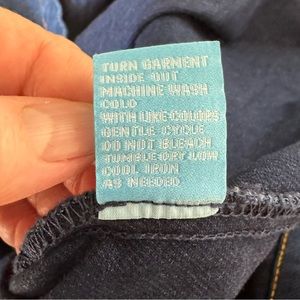 TURN GARMENT
INSIDE OUT
MACHINE WASH
COLD
WITH LIKE COLORS
GENTLE CYCLE
DO NOT BLEACH
TUMBLE DRY LOW
COOL IRON
AS NEEDED